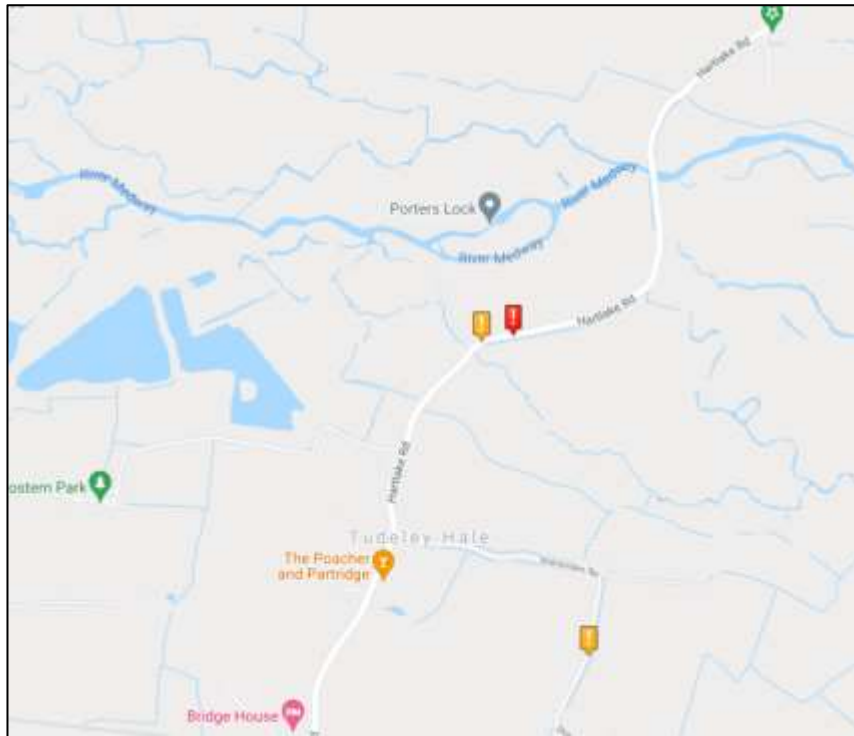 Hartlake Rd
River Medway
River Medway
Porters Lock
River Medway
Hartlake Rd
Hartlake Rd
ostern Park
Tudeley Hale
The Poacher
and Partridge
Bridge House